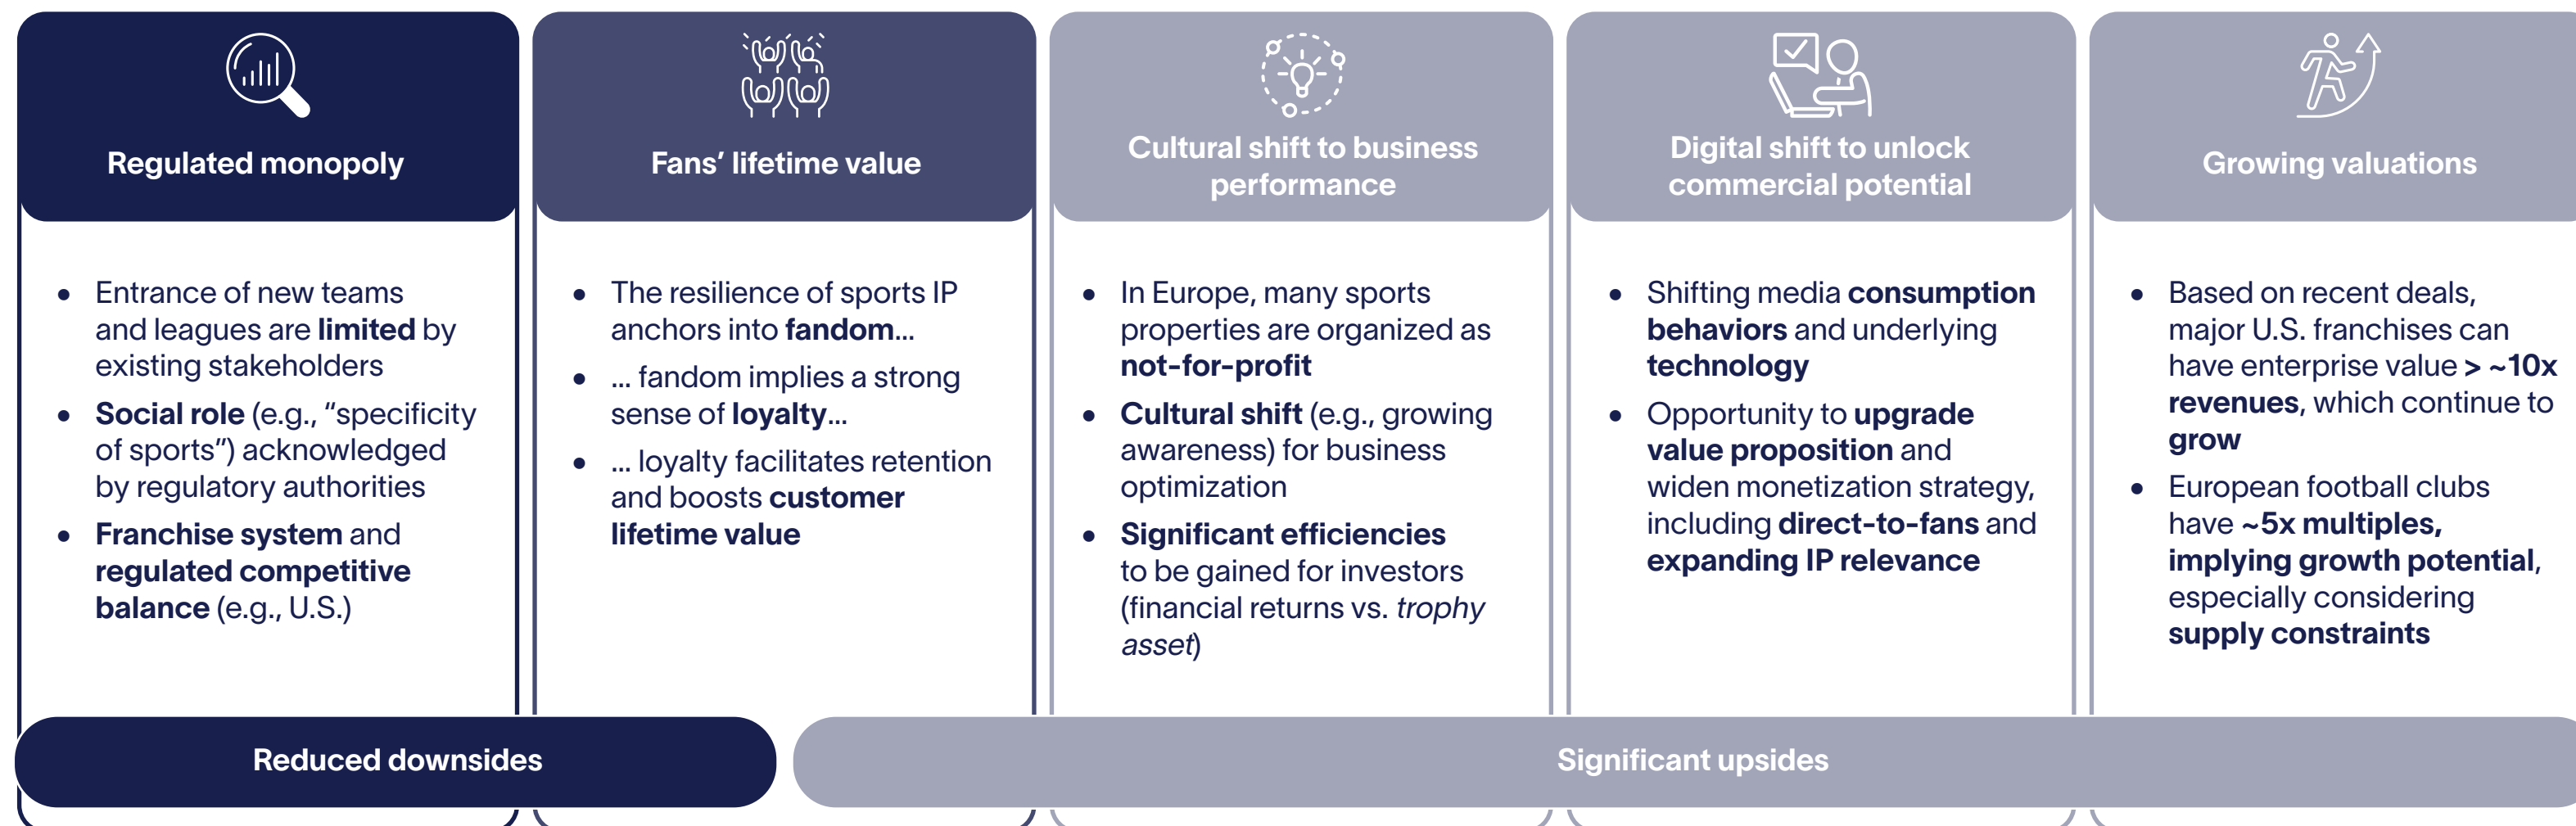 Regulated monopoly
• Entrance of new teams
and leagues are limited by
existing stakeholders
• Social role (e.g., “specificity
of sports”) acknowledged
by regulatory authorities
• Franchise system and
regulated competitive
balance (e.g., U.S.)
Fans’ lifetime value
• The resilience of sports IP
anchors into fandom...
• ... fandom implies a strong
sense of loyalty...
• ... loyalty facilitates retention
and boosts customer
lifetime value
Cultural shift to business
performance
• In Europe, many sports
properties are organized as
not-for-profit
• Cultural shift (e.g., growing
awareness) for business
optimization
• Significant efficiencies
to be gained for investors
(financial returns vs. trophy
asset)
Digital shift to unlock
commercial potential
• Shifting media consumption
behaviors and underlying
technology
• Opportunity to upgrade
value proposition and
widen monetization strategy,
including direct-to-fans and
expanding IP relevance
Growing valuations
• Based on recent deals,
major U.S. franchises can
have enterprise value > ~10x
revenues, which continue to
grow
• European football clubs
have ~5x multiples,
implying growth potential,
especially considering
supply constraints
Reduced downsides
Significant upsides